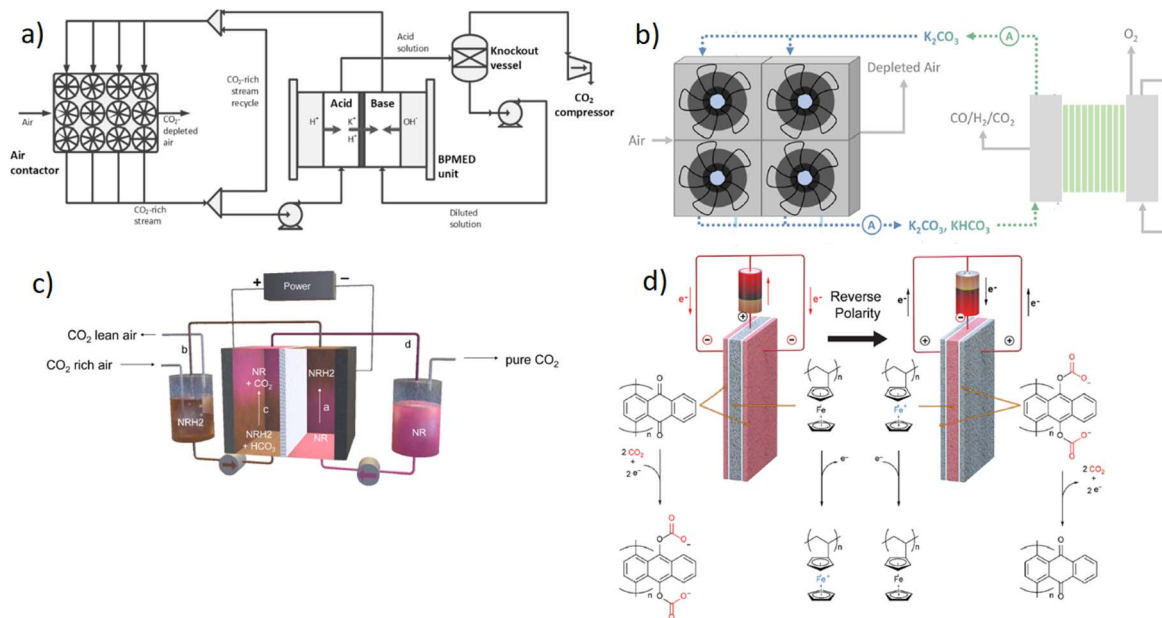 a)
Air
Air
contactor
CO2-
depleted
air
CO2-rich
stream
recycle
CO2-rich
stream
Acid
solution
Acid
Base
H+
K+
H+
OH-
BPMED
unit
Diluted
solution
Knockout
vessel
CO2
compressor
b)
K2CO3
A
O2
Depleted Air
Air
CO/H2/CO2
A
K2CO3, KHCO3
c)
+
Power
−
CO2 lean air
CO2 rich air
b
d
pure CO2
NR
+ CO2
NRH2
c
a
NRH2
NRH2
+ HCO3
NR
d)
e-
e-
+
−
−
Reverse
Polarity
e-
e-
e-
−
+
+
O
O
n
Fe
n
Fe+
n
O
O-
O
O
O-
O
n
2 CO2
+
2 e−
e−
e−
2 CO2
+
2 e−
O
O-
O
O
O-
O
n
Fe+
n
Fe
n
O
O
n